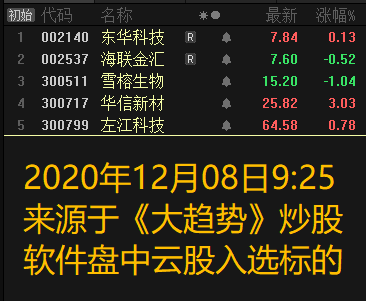 初始 代码 名称 最新 涨幅%
1 002140 东华科技 R 7.84 0.13
2 002537 海联金汇 R 7.60 -0.52
3 300511 雪榕生物 15.20 -1.04
4 300717 华信新材 25.82 3.03
5 300799 左江科技 64.58 0.78
2020年12月08日9:25
来源于《大趋势》炒股
软件盘中云股入选标的